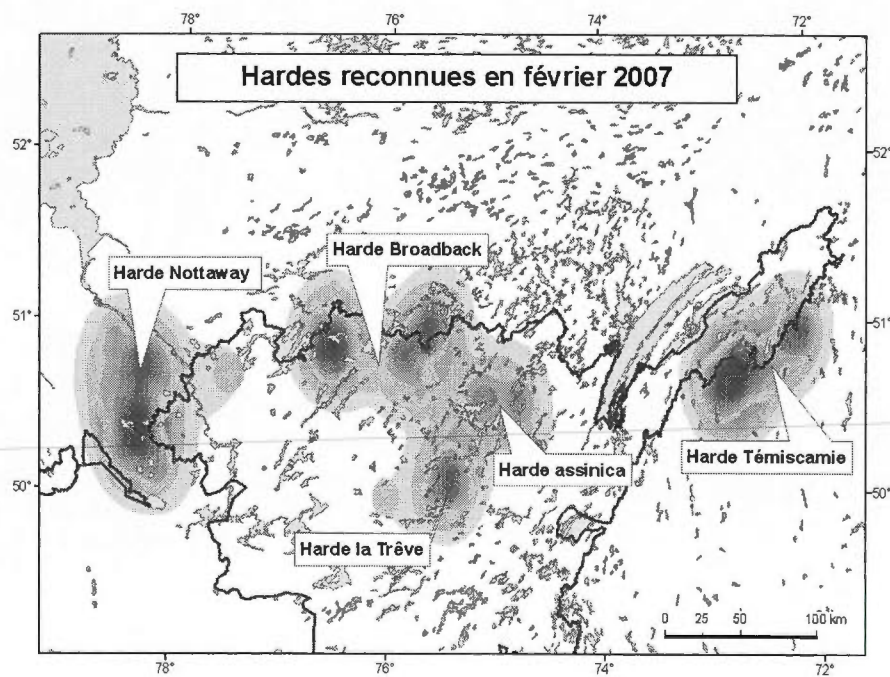 78° 76° 74° 72°
Hardes reconnues en février 2007
52° 52°
Harde Broadback
Harde Nottaway
51° 51°
Harde Témiscamie
Harde assinica
50° 50°
Harde la Trêve
0 25 50 100 km
78° 76° 74° 72°